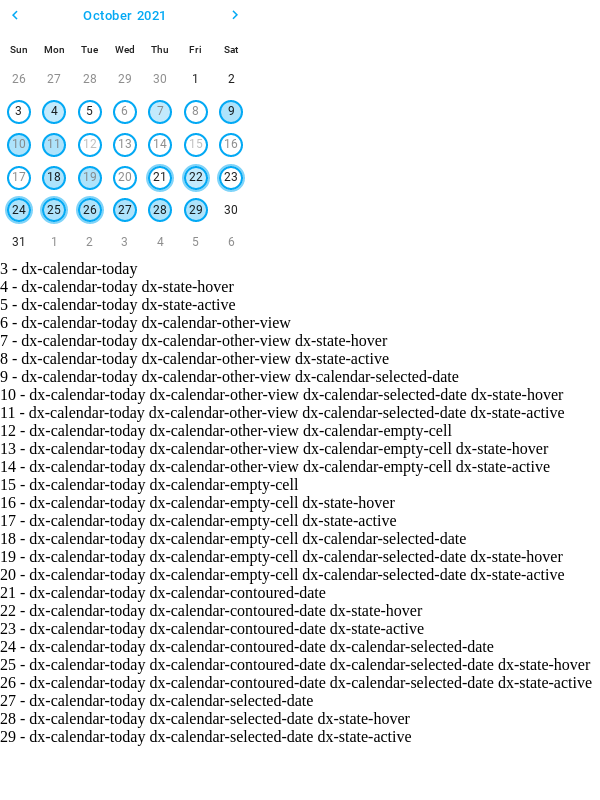 October 2021
Sun Mon Tue Wed Thu Fri Sat
26 27 28 29 30 1 2
3 4 5 6 7 8 9
10 11 12 13 14 15 16
17 18 19 20 21 22 23
24 25 26 27 28 29 30
31 1 2 3 4 5 6
3 - dx-calendar-today
4 - dx-calendar-today dx-state-hover
5 - dx-calendar-today dx-state-active
6 - dx-calendar-today dx-calendar-other-view
7 - dx-calendar-today dx-calendar-other-view dx-state-hover
8 - dx-calendar-today dx-calendar-other-view dx-state-active
9 - dx-calendar-today dx-calendar-other-view dx-calendar-selected-date
10 - dx-calendar-today dx-calendar-other-view dx-calendar-selected-date dx-state-hover
11 - dx-calendar-today dx-calendar-other-view dx-calendar-selected-date dx-state-active
12 - dx-calendar-today dx-calendar-other-view dx-calendar-empty-cell
13 - dx-calendar-today dx-calendar-other-view dx-calendar-empty-cell dx-state-hover
14 - dx-calendar-today dx-calendar-other-view dx-calendar-empty-cell dx-state-active
15 - dx-calendar-today dx-calendar-empty-cell
16 - dx-calendar-today dx-calendar-empty-cell dx-state-hover
17 - dx-calendar-today dx-calendar-empty-cell dx-state-active
18 - dx-calendar-today dx-calendar-empty-cell dx-calendar-selected-date
19 - dx-calendar-today dx-calendar-empty-cell dx-calendar-selected-date dx-state-hover
20 - dx-calendar-today dx-calendar-empty-cell dx-calendar-selected-date dx-state-active
21 - dx-calendar-today dx-calendar-contoured-date
22 - dx-calendar-today dx-calendar-contoured-date dx-state-hover
23 - dx-calendar-today dx-calendar-contoured-date dx-state-active
24 - dx-calendar-today dx-calendar-contoured-date dx-calendar-selected-date
25 - dx-calendar-today dx-calendar-contoured-date dx-calendar-selected-date dx-state-hover
26 - dx-calendar-today dx-calendar-contoured-date dx-calendar-selected-date dx-state-active
27 - dx-calendar-today dx-calendar-selected-date
28 - dx-calendar-today dx-calendar-selected-date dx-state-hover
29 - dx-calendar-today dx-calendar-selected-date dx-state-active